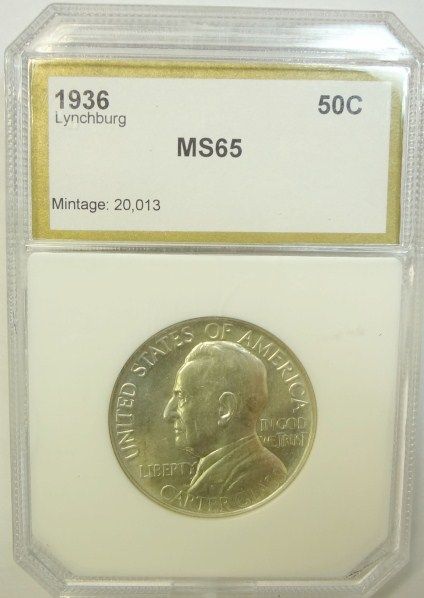 1936
50C
Lynchburg
MS65
Mintage: 20,013
UNITED STATES OF AMERICA
IN GOD
WE TRUST
LIBERTY
CARTER GLASS